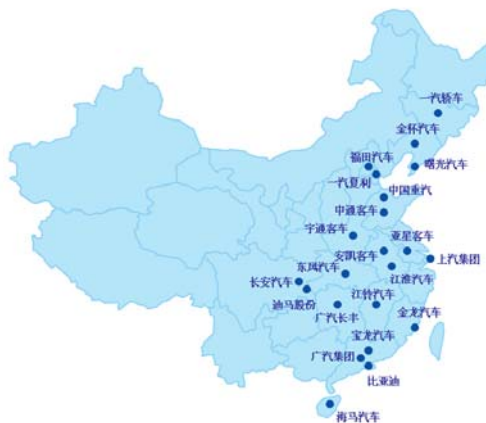 一汽轿车
金杯汽车
福田汽车
曙光汽车
一汽夏利
中国重汽
中通客车
宇通客车
亚星客车
安凯客车
上汽集团
东风汽车
江淮汽车
长安汽车
迪马股份
江铃汽车
广汽长丰
金龙汽车
宝龙汽车
广汽集团
比亚迪
海马汽车